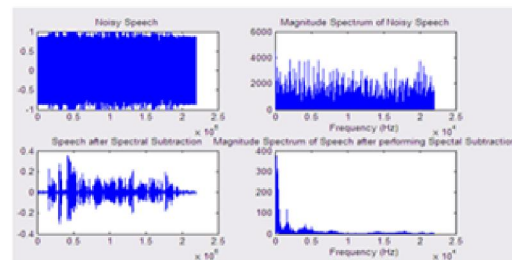 Noisy Speech
1
0.5
0
-0.5
-1
0 0.5 1 1.5 2 2.5
Magnitude Spectrum of Noisy Speech
6000
4000
2000
0
0 0.5 1 1.5 2 2.5
Frequency (Hz)
x 10⁴
Speech after Spectral Subtraction
0.4
0.2
0
-0.2
-0.4
0 0.5 1 1.5 2 2.5
Magnitude Spectrum of Speech after performing Spectal Subtraction
400
300
200
100
0
0 0.5 1 1.5 2 2.5
Frequency (Hz)
x 10⁴